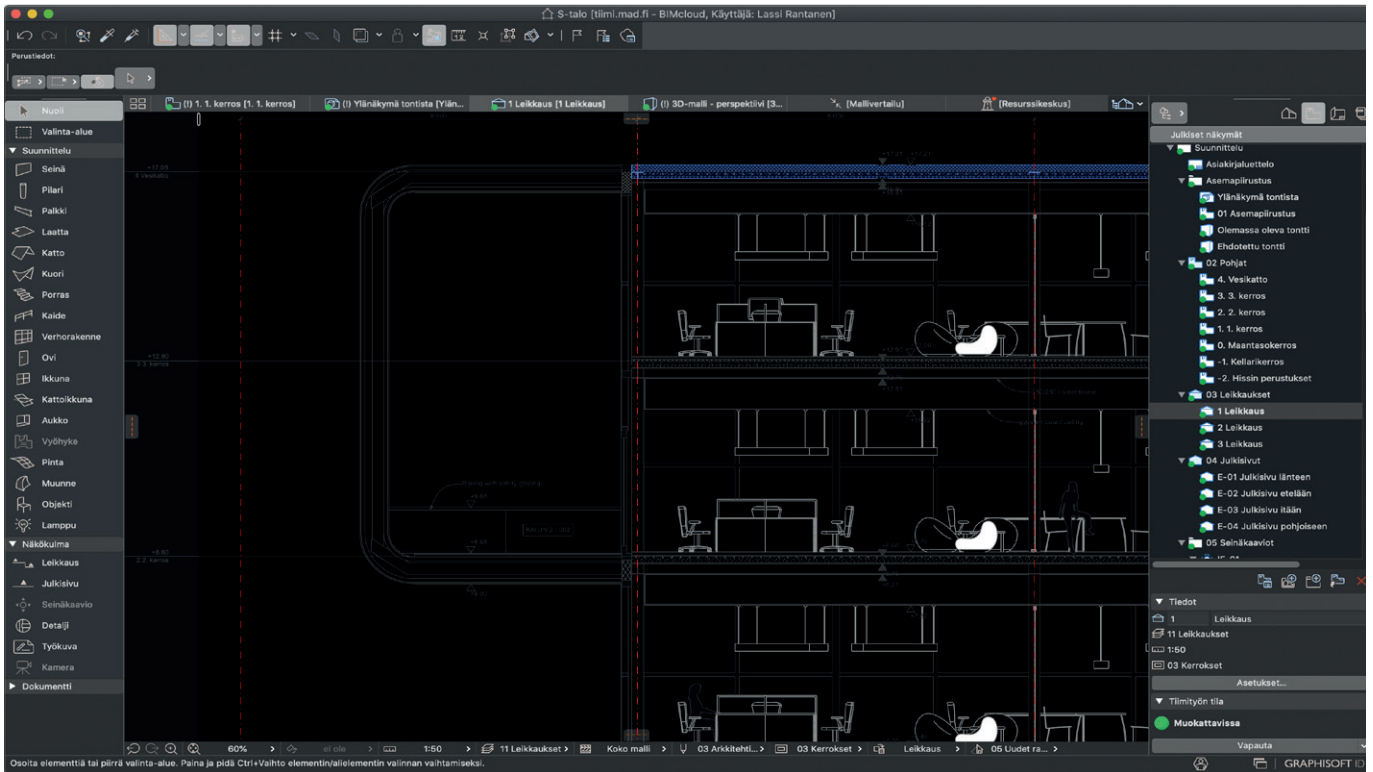 S-talo [tiimi.mad.fi - BIMcloud, Käyttäjä: Lassi Rantanen]
Perustiedot:
(!) 1. 1. kerros [1. 1. kerros]
(!) Ylänäkymä tontista [Ylän...
1 Leikkaus [1 Leikkaus]
(!) 3D-malli - perspektiivi [3...
[Mallivertailu]
[Resurssikeskus]
Nuoli
Valinta-alue
Suunnittelu
Seinä
Pilari
Palkki
Laatta
Katto
Kuori
Porras
Kaide
Verhorakenne
Ovi
Ikkuna
Kattoikkuna
Aukko
Vyöhyke
Pinta
Muunne
Objekti
Lamppu
Näkökulma
Leikkaus
Julkisivu
Seinäkaavio
Detalji
Työkuva
Kamera
Dokumentti
Julkiset näkymät
Suunnittelu
Asiakirjaluettelo
Asemapiirustus
Ylänäkymä tontista
01 Asemapiirustus
Olemassa oleva tontti
Ehdotettu tontti
02 Pohjat
4. Vesikatto
3. 3. kerros
2. 2. kerros
1. 1. kerros
0. Maantasokerros
-1. Kellarikerros
-2. Hissin perustukset
03 Leikkaukset
1 Leikkaus
2 Leikkaus
3 Leikkaus
04 Julkisivut
E-01 Julkisivu länteen
E-02 Julkisivu etelään
E-03 Julkisivu itään
E-04 Julkisivu pohjoiseen
05 Seinäkaaviot
Tiedot
1 Leikkaus
11 Leikkaukset
1:50
03 Kerrokset
Asetukset...
Tiimityön tila
Muokattavissa
Vapauta
60%
ei ole
1:50
11 Leikkaukset
Koko malli
03 Arkkitehti...
03 Kerrokset
Leikkaus
05 Uudet ra...
Osoita elementtiä tai piirrä valinta-alue. Paina ja pidä Ctrl+Vaihto elementin/alielementin valinnan vaihtamiseksi.
GRAPHISOFT ID